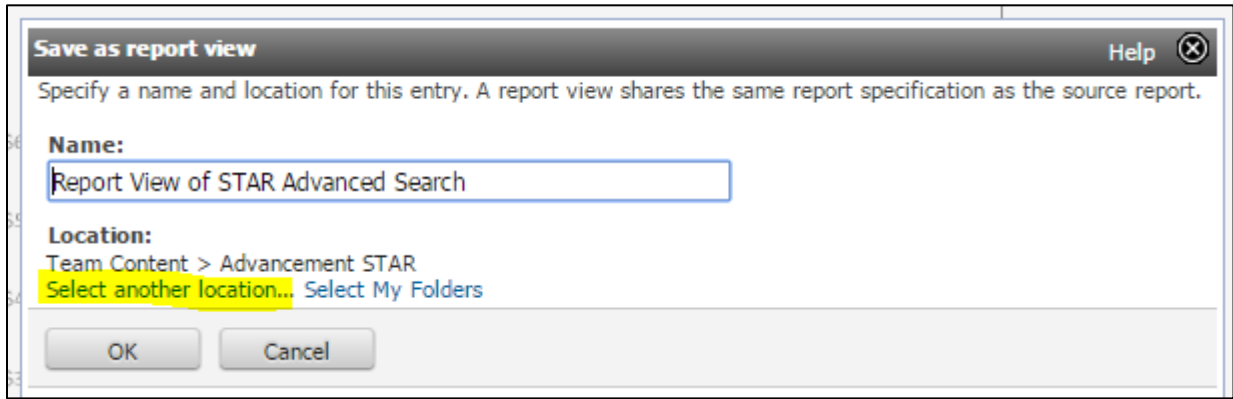 Save as report view Help
Specify a name and location for this entry. A report view shares the same report specification as the source report.
Name:
Report View of STAR Advanced Search
Location:
Team Content > Advancement STAR
Select another location... Select My Folders
OK Cancel